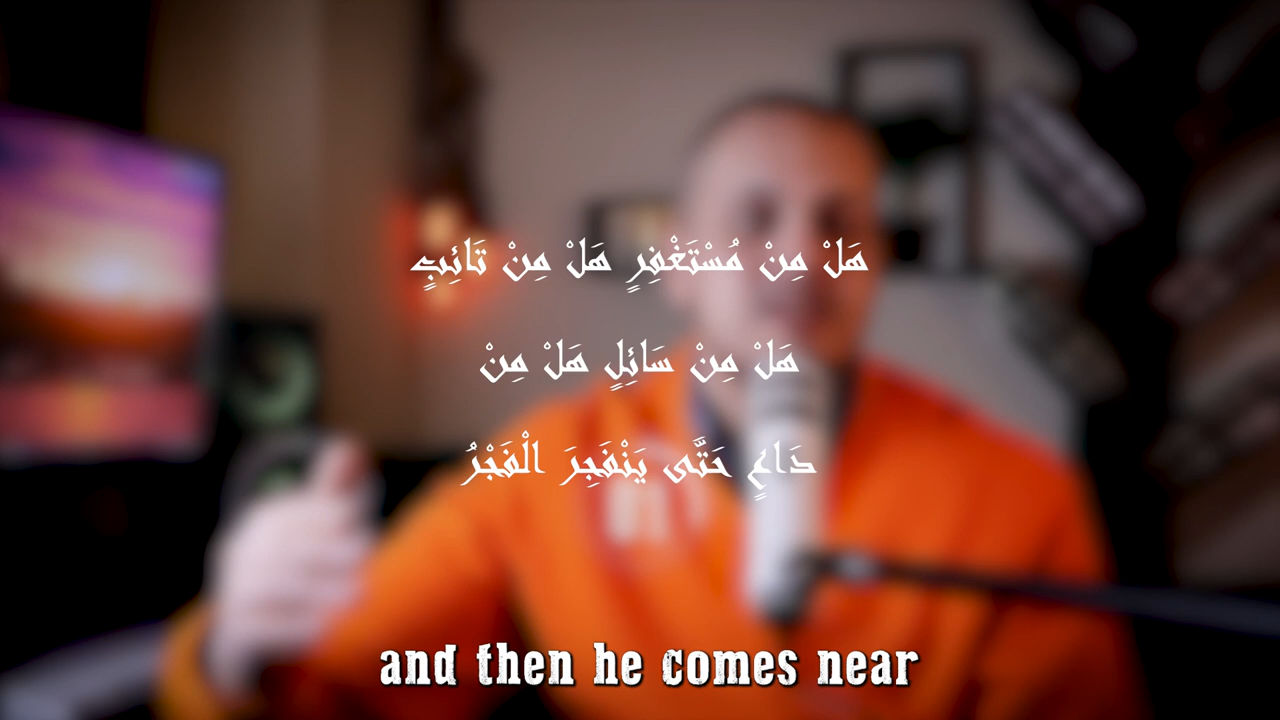 هَلْ مِنْ مُسْتَغْفِرٍ هَلْ مِنْ تَائِبٍ
هَلْ مِنْ سَائِلٍ هَلْ مِنْ
دَاعٍ حَتَّى يَنْفَجِرَ الْفَجْرُ
and then he comes near